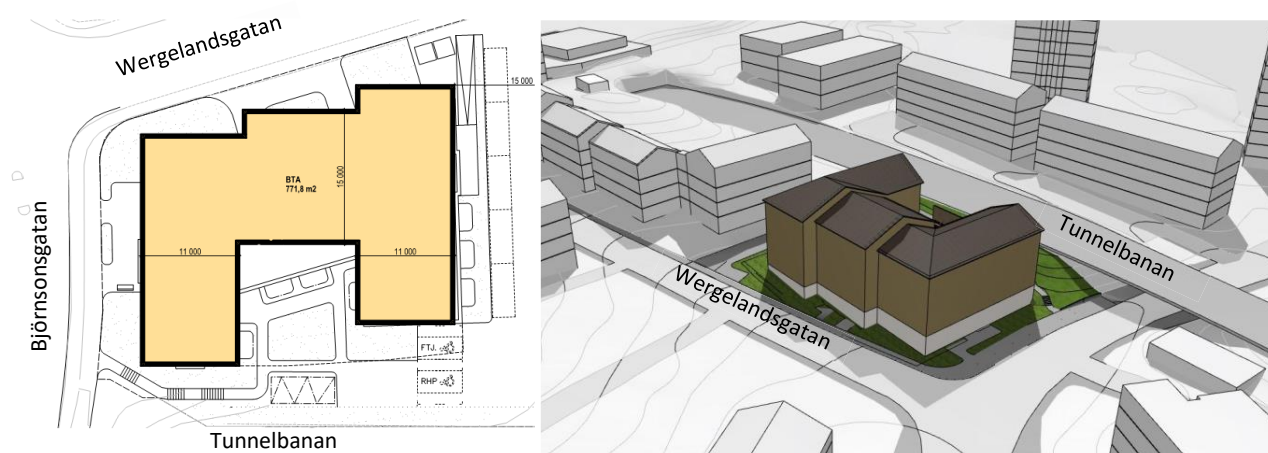 Wergelandsgatan
15 000
BTA
771,8 m2
15 000
11 000
11 000
Björnsonsgatan
FTJ.
RHP
Tunnelbanan
Tunnelbanan
Wergelandsgatan